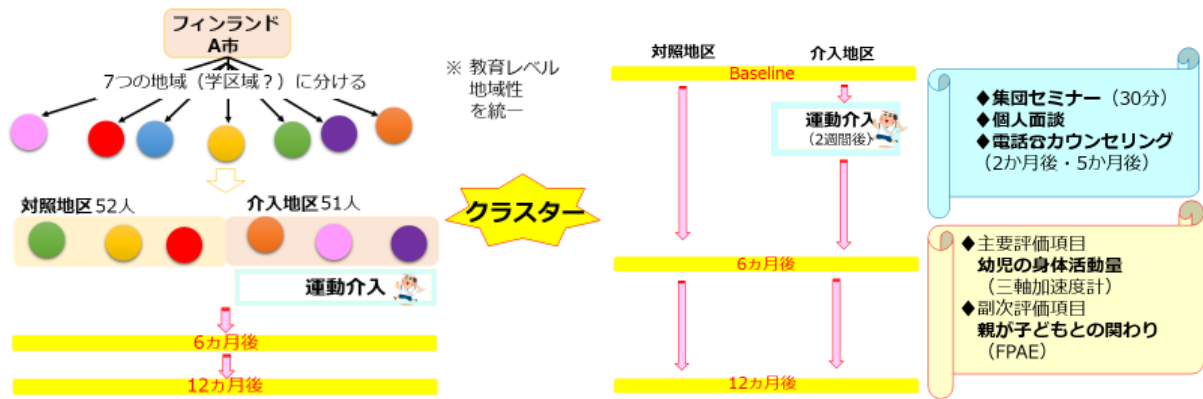 フィンランド
A市
7つの地域（学区域？）に分ける
※ 教育レベル
地域性
を統一
対照地区52人
介入地区51人
運動介入
6ヵ月後
12ヵ月後
クラスター
対照地区
介入地区
Baseline
運動介入
（2週間後）
6ヵ月後
12ヵ月後
◆集団セミナー（30分）
◆個人面談
◆電話☎カウンセリング
（2か月後・5か月後）
◆主要評価項目
幼児の身体活動量
（三軸加速度計）
◆副次評価項目
親が子どもとの関わり
（FPAE）